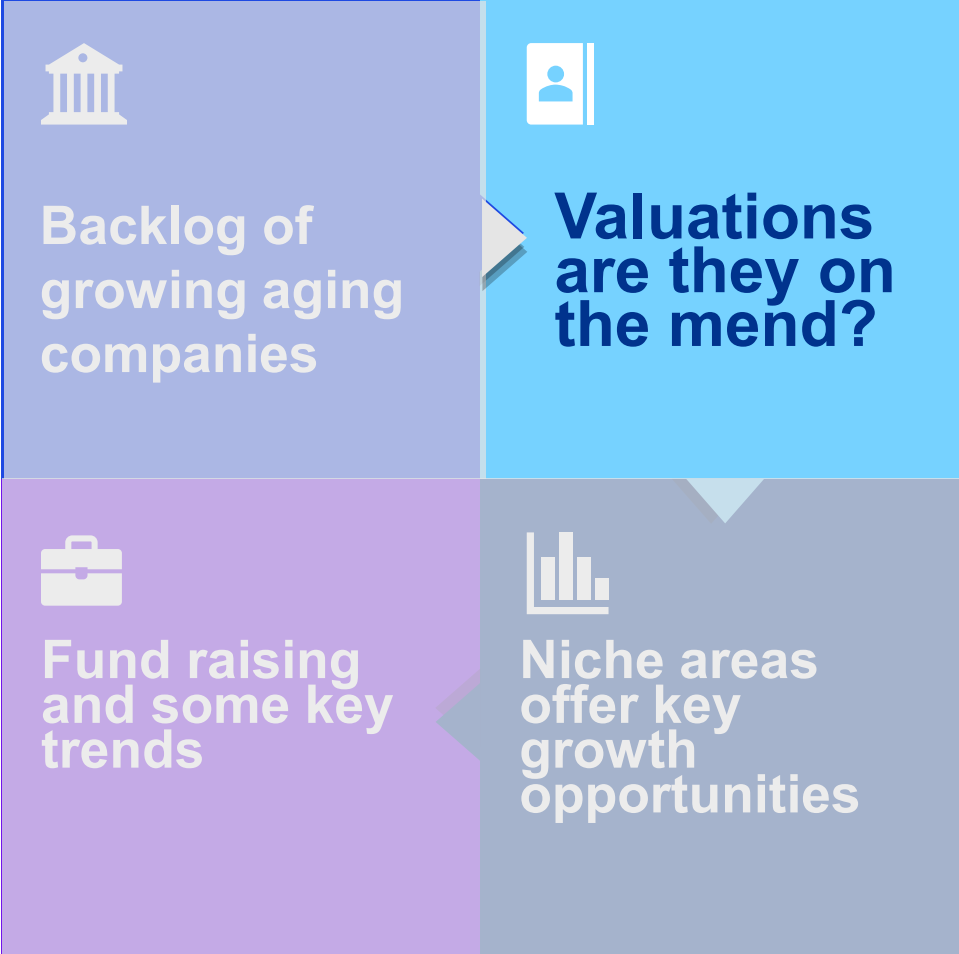 Backlog of
growing aging
companies
Valuations
are they on
the mend?
Fund raising
and some key
trends
Niche areas
offer key
growth
opportunities